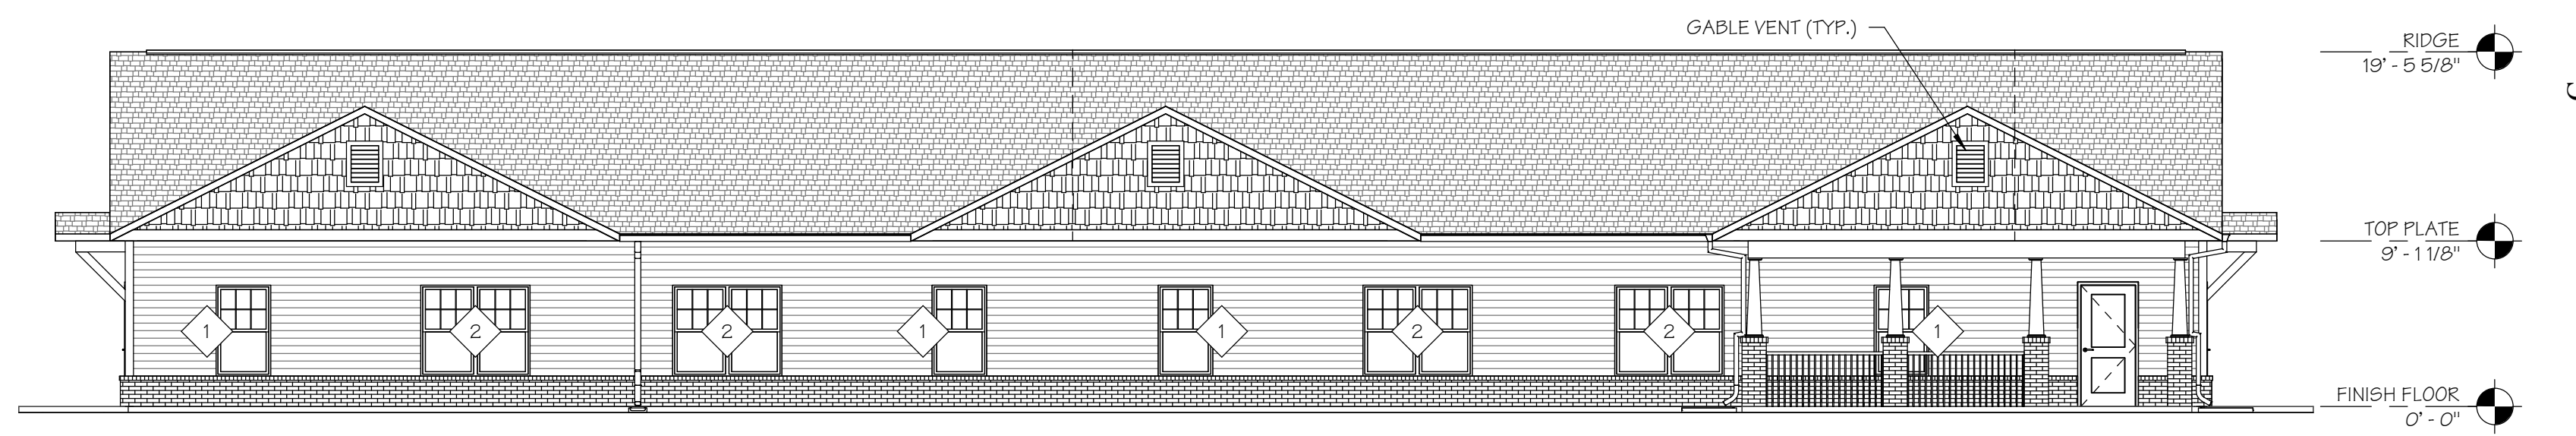 GABLE VENT (TYP.)
RIDGE
19' - 5 5/8"
TOP PLATE
9' - 1 1/8"
1
2
2
1
1
2
2
1
FINISH FLOOR
0' - 0"